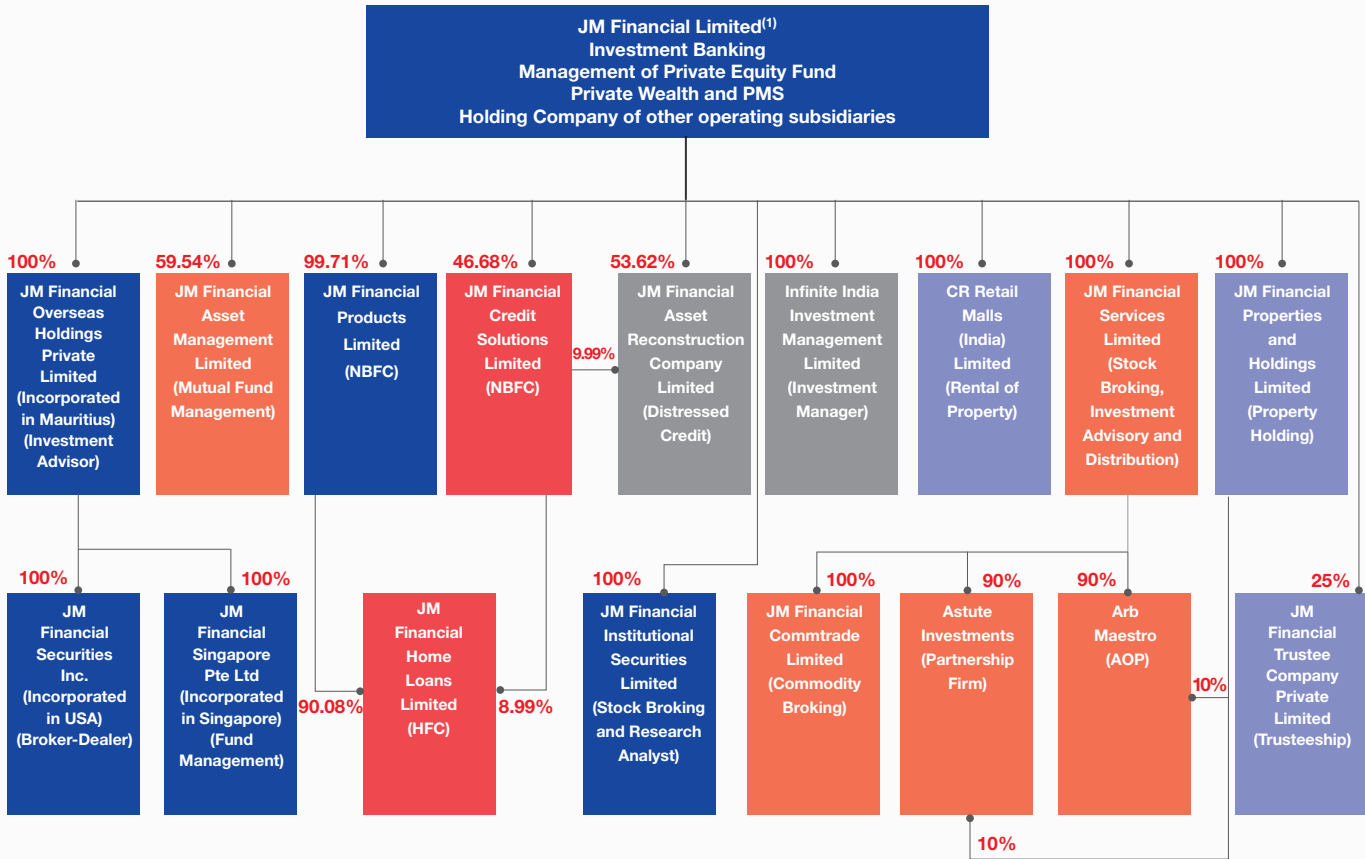 JM Financial Limited(1)
Investment Banking
Management of Private Equity Fund
Private Wealth and PMS
Holding Company of other operating subsidiaries
100%
JM Financial
Overseas
Holdings
Private
Limited
(Incorporated
in Mauritius)
(Investment
Advisor)
59.54%
JM Financial
Asset
Management
Limited
(Mutual Fund
Management)
99.71%
JM Financial
Products
Limited
(NBFC)
46.68%
JM Financial
Credit
Solutions
Limited
(NBFC)
9.99%
53.62%
JM Financial
Asset
Reconstruction
Company
Limited
(Distressed
Credit)
100%
Infinite India
Investment
Management
Limited
(Investment
Manager)
100%
CR Retail
Malls
(India)
Limited
(Rental of
Property)
100%
JM Financial
Services
Limited
(Stock
Broking,
Investment
Advisory and
Distribution)
100%
JM Financial
Properties
and
Holdings
Limited
(Property
Holding)
100%
JM
Financial
Securities
Inc.
(Incorporated
in USA)
(Broker-Dealer)
100%
JM
Financial
Singapore
Pte Ltd
(Incorporated
in Singapore)
(Fund
Management)
90.08%
JM
Financial
Home
Loans
Limited
(HFC)
8.99%
100%
JM Financial
Institutional
Securities
Limited
(Stock Broking
and Research
Analyst)
100%
JM Financial
Commtrade
Limited
(Commodity
Broking)
90%
Astute
Investments
(Partnership
Firm)
90%
Arb
Maestro
(AOP)
10%
25%
JM
Financial
Trustee
Company
Private
Limited
(Trusteeship)
10%